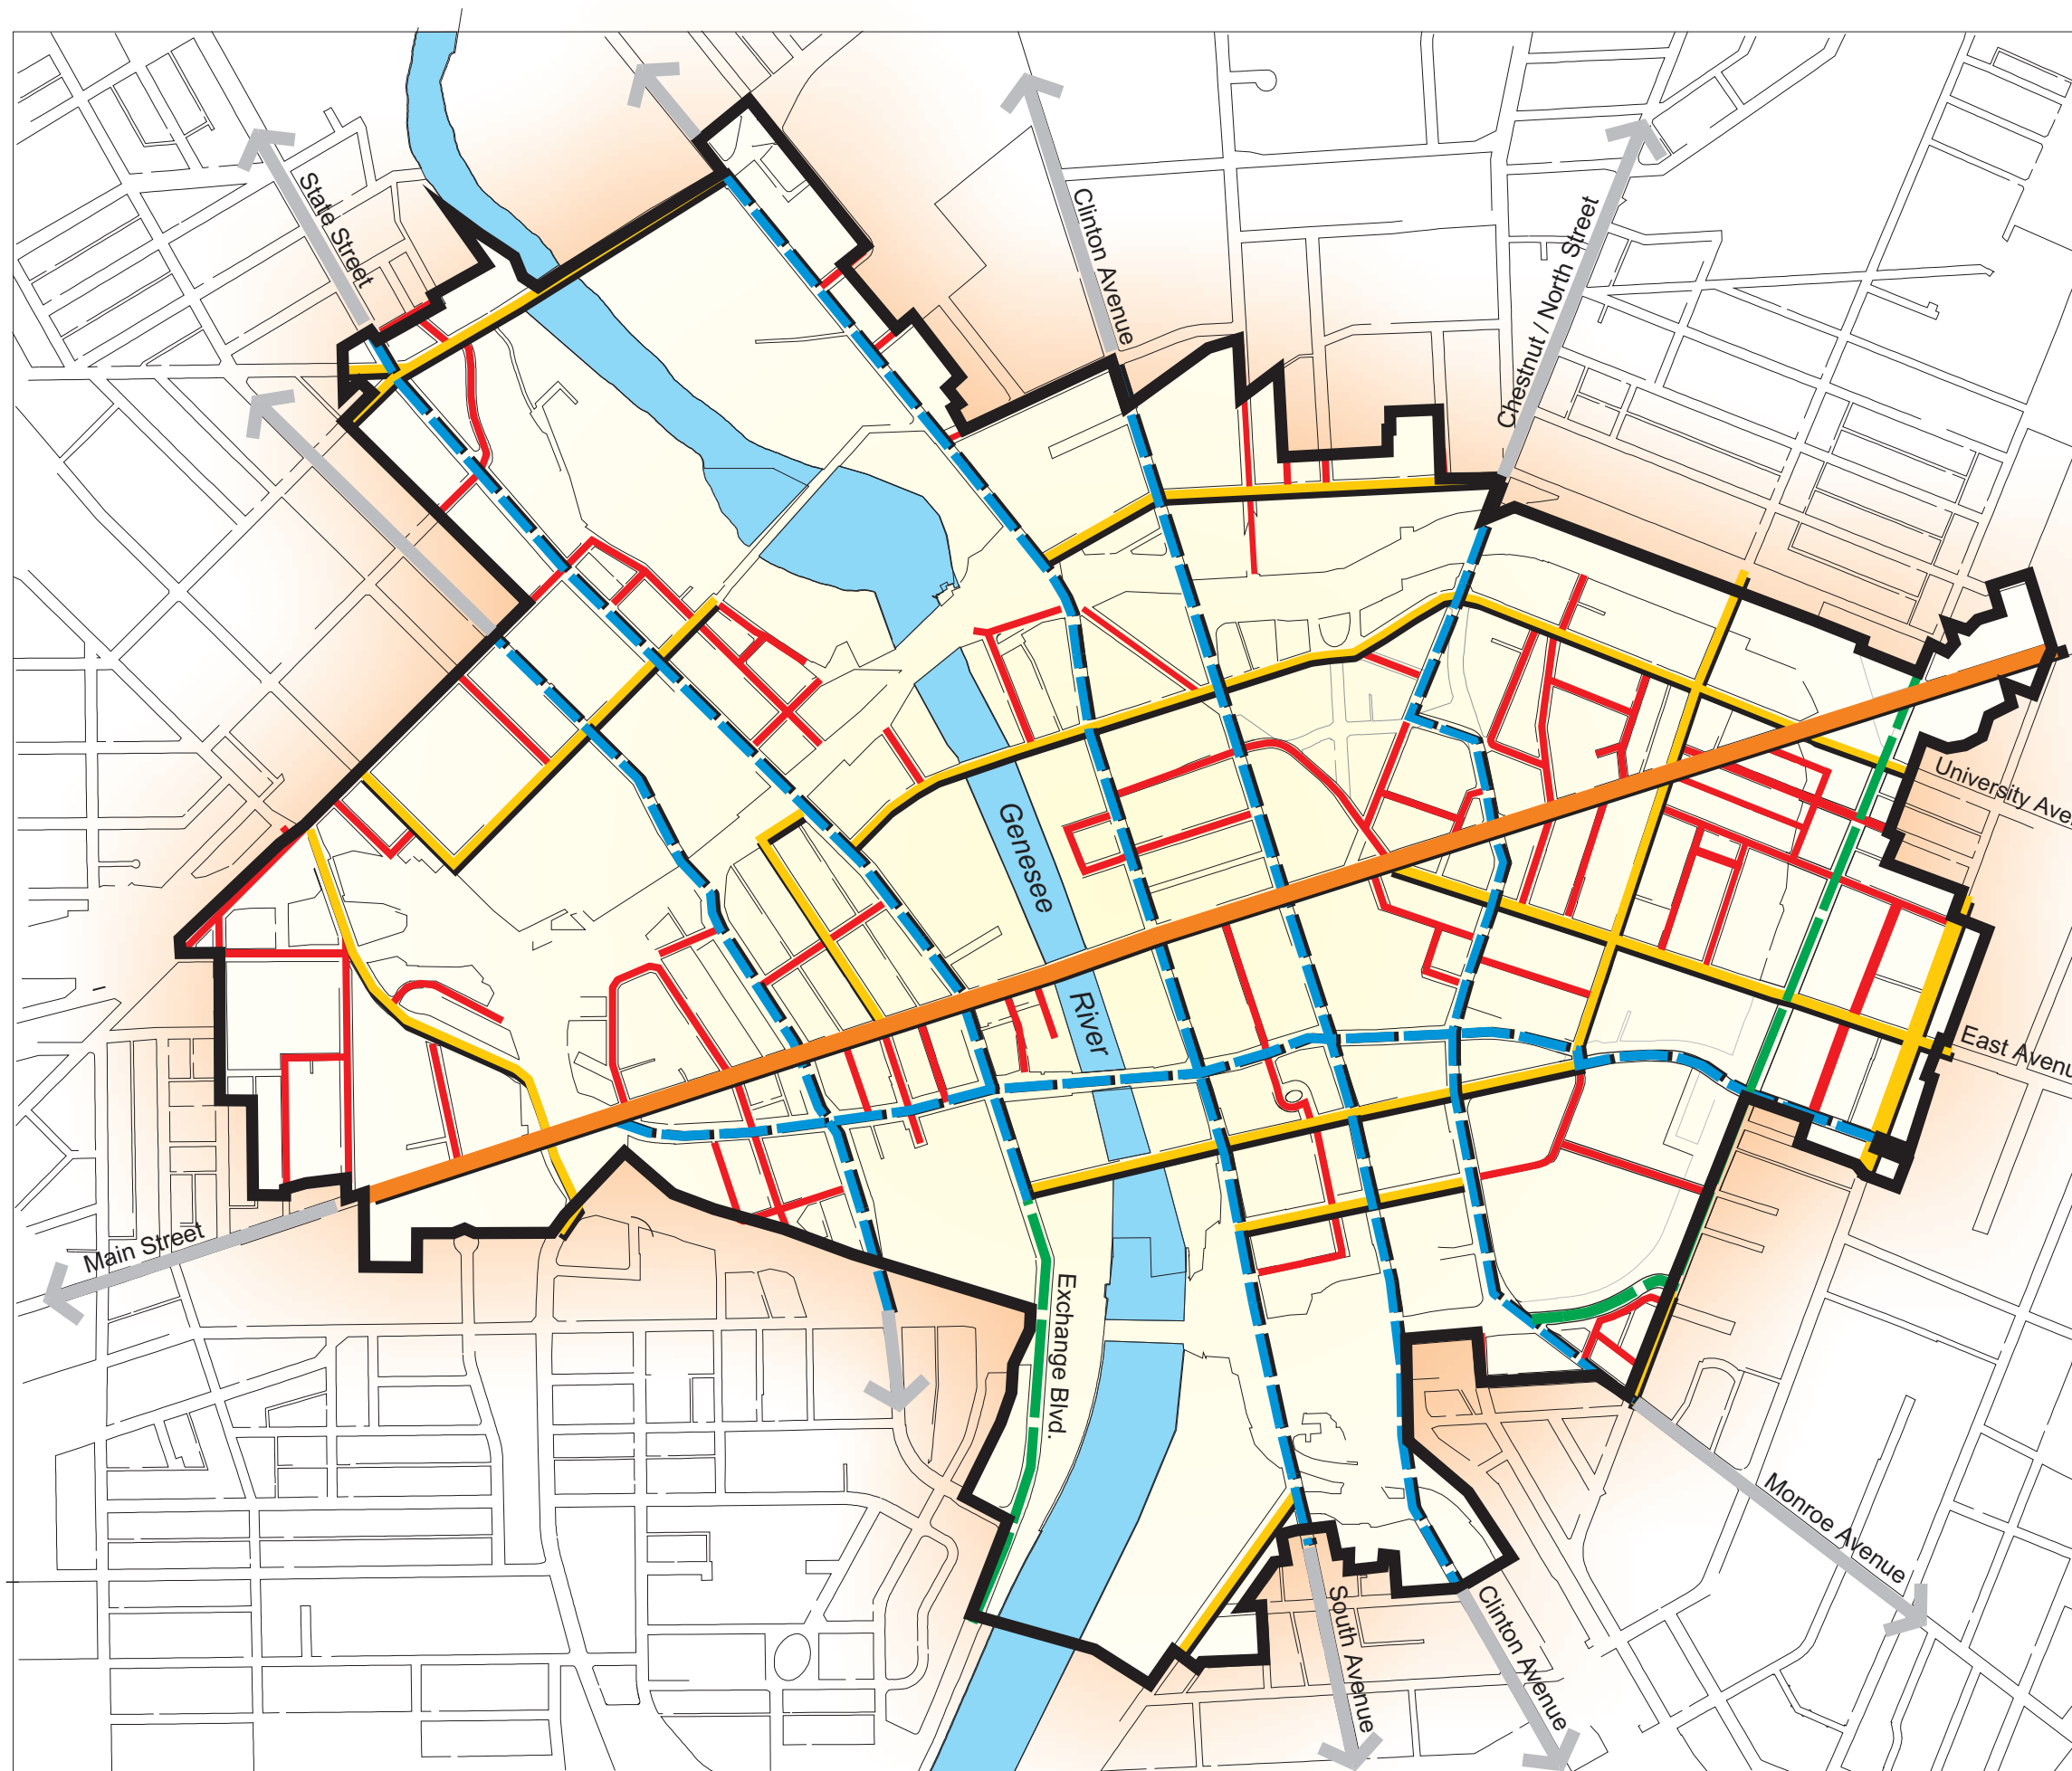 State Street
Clinton Avenue
Chestnut / North Street
University Ave
Genesee
River
East Avenu
Main Street
Exchange Blvd.
Monroe Avenue
South Avenue
Clinton Avenue